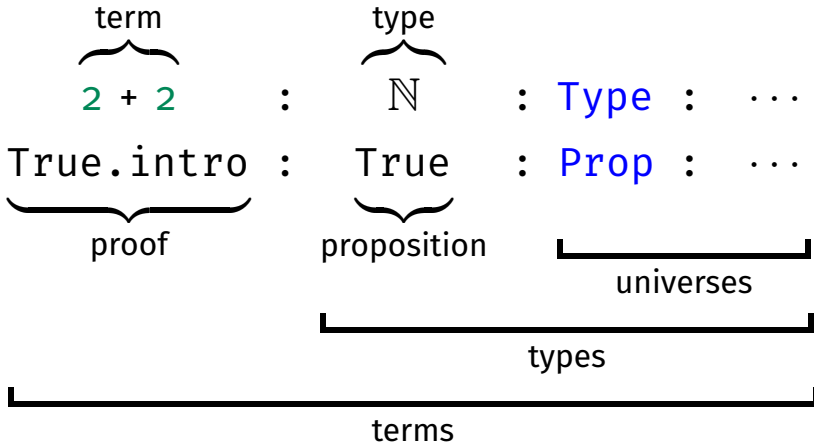 term type
2 + 2 : ℕ : Type : ···
True.intro : True : Prop : ···
proof proposition
universes
types
terms